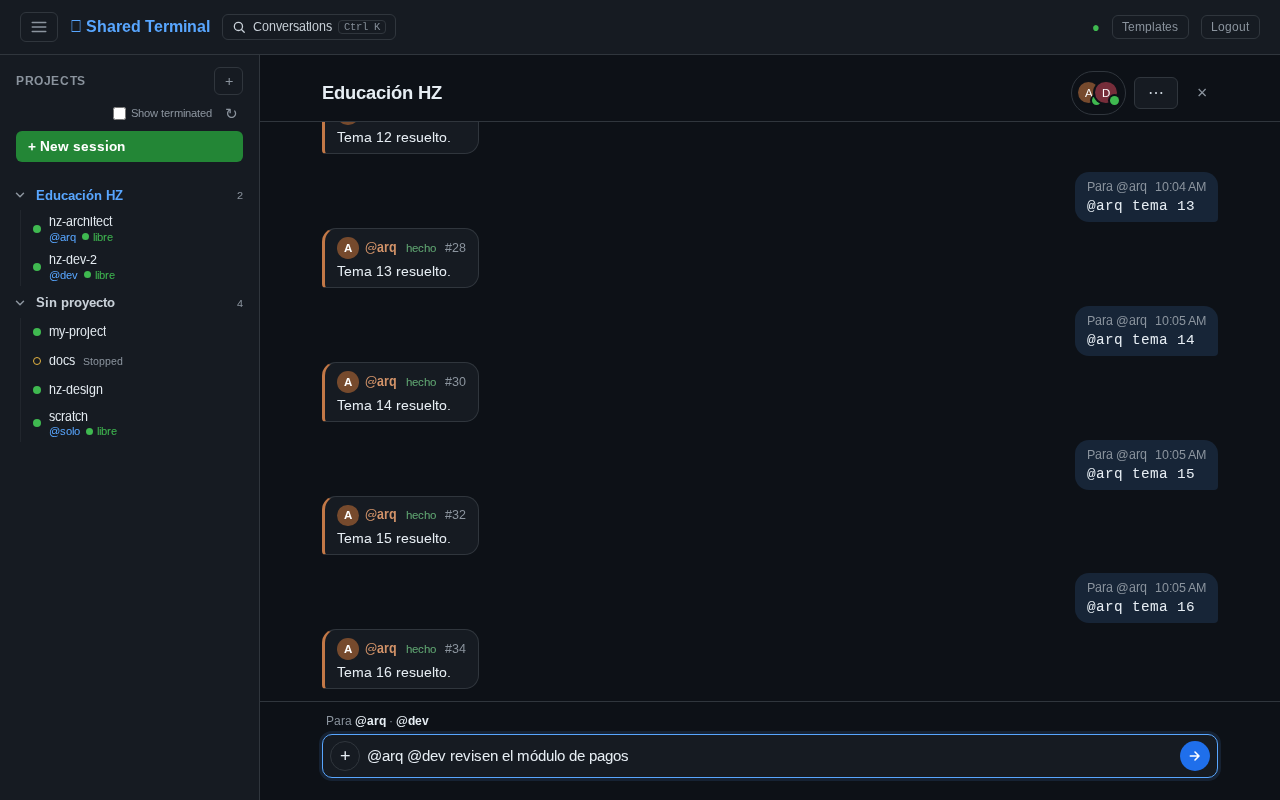 Shared Terminal
Conversations Ctrl K
Templates
Logout
PROJECTS
+
Show terminated ↻
+ New session
Educación HZ 2
hz-architect
@arq libre
hz-dev-2
@dev libre
Sin proyecto 4
my-project
docs Stopped
hz-design
scratch
@solo libre
Educación HZ
A D ⋯ ×
Tema 12 resuelto.
Para @arq 10:04 AM
@arq tema 13
A @arq hecho #28
Tema 13 resuelto.
Para @arq 10:05 AM
@arq tema 14
A @arq hecho #30
Tema 14 resuelto.
Para @arq 10:05 AM
@arq tema 15
A @arq hecho #32
Tema 15 resuelto.
Para @arq 10:05 AM
@arq tema 16
A @arq hecho #34
Tema 16 resuelto.
Para @arq · @dev
+ @arq @dev revisen el módulo de pagos